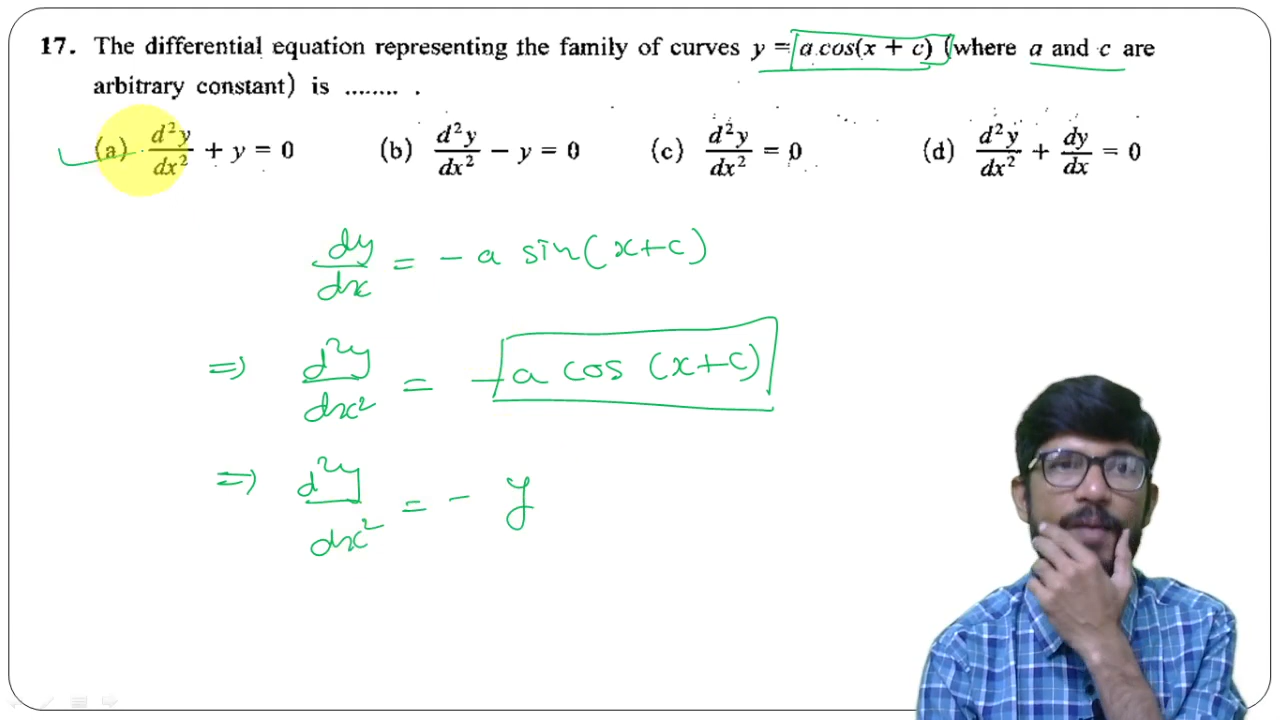 17. The differential equation representing the family of curves y = a cos(x + c) (where a and c are
arbitrary constant) is ........ .
(a) d²y/dx² + y = 0 (b) d²y/dx² − y = 0 (c) d²y/dx² = 0 (d) d²y/dx² + dy/dx = 0
dy/dx = − a sin(x+c)
⇒ d²y/dx² = − a cos (x+c)
⇒ d²y/dx² = − y